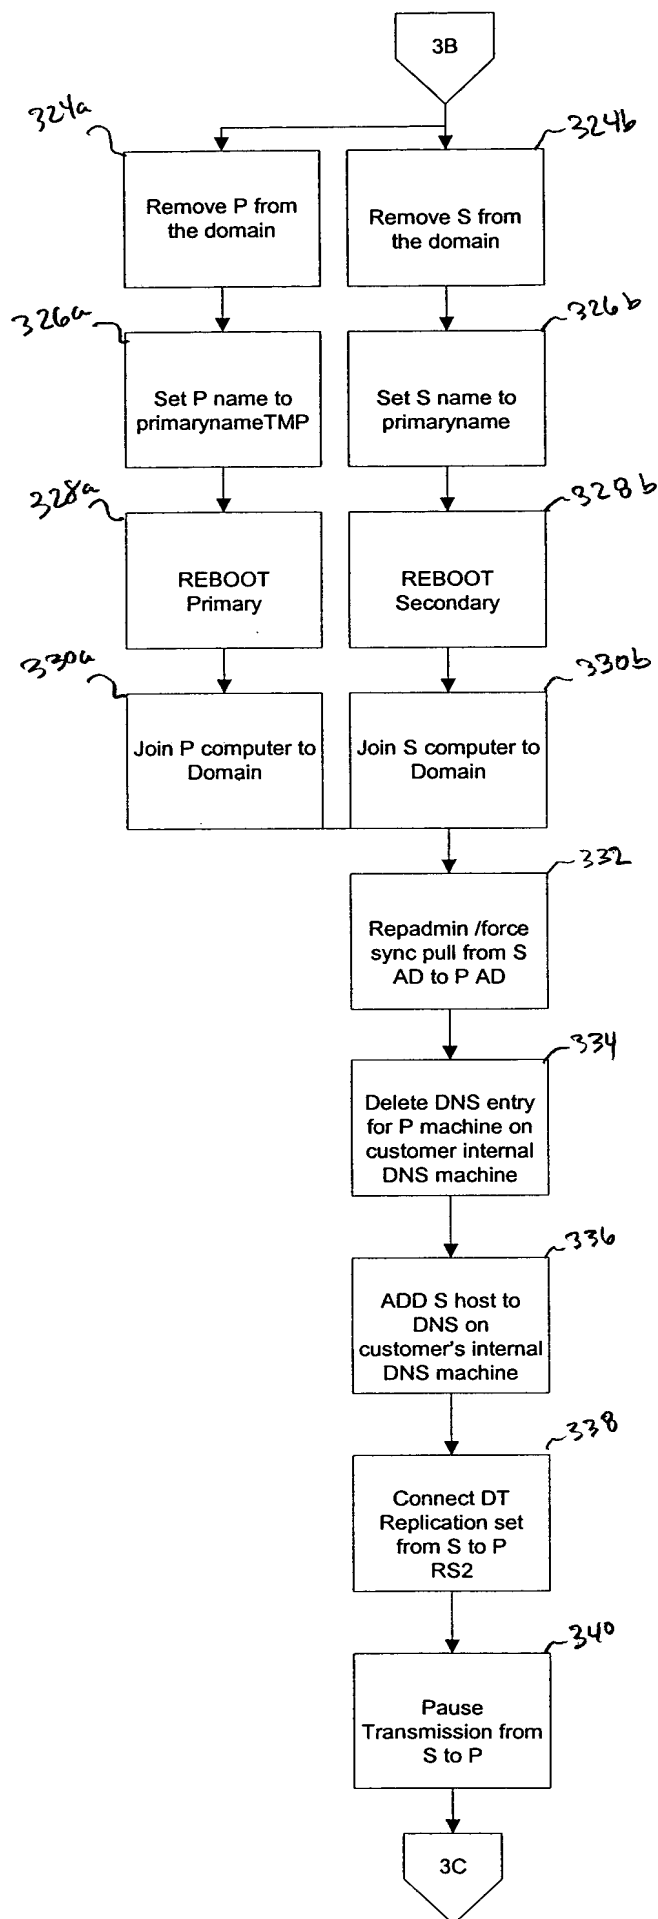 3B
324a
324b
Remove P from
the domain
Remove S from
the domain
326a
326b
Set P name to
primarynameTMP
Set S name to
primaryname
328a
328b
REBOOT
Primary
REBOOT
Secondary
330a
330b
Join P computer to
Domain
Join S computer to
Domain
332
Repadmin /force
sync pull from S
AD to P AD
334
Delete DNS entry
for P machine on
customer internal
DNS machine
336
ADD S host to
DNS on
customer's internal
DNS machine
338
Connect DT
Replication set
from S to P
RS2
340
Pause
Transmission from
S to P
3C